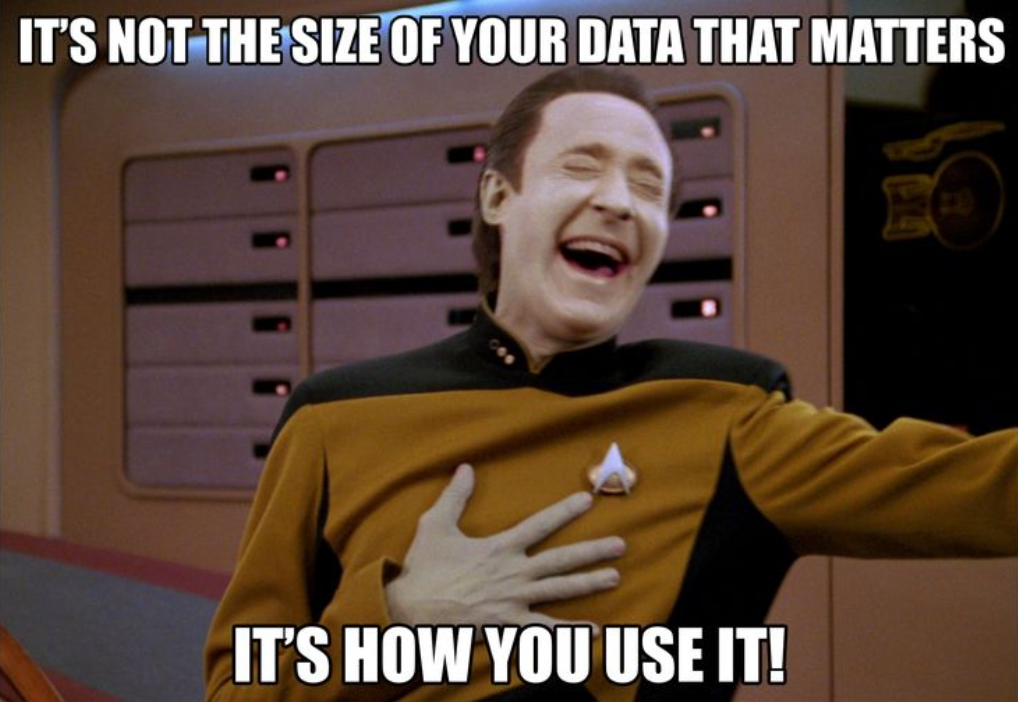 IT'S NOT THE SIZE OF YOUR DATA THAT MATTERS
IT'S HOW YOU USE IT!